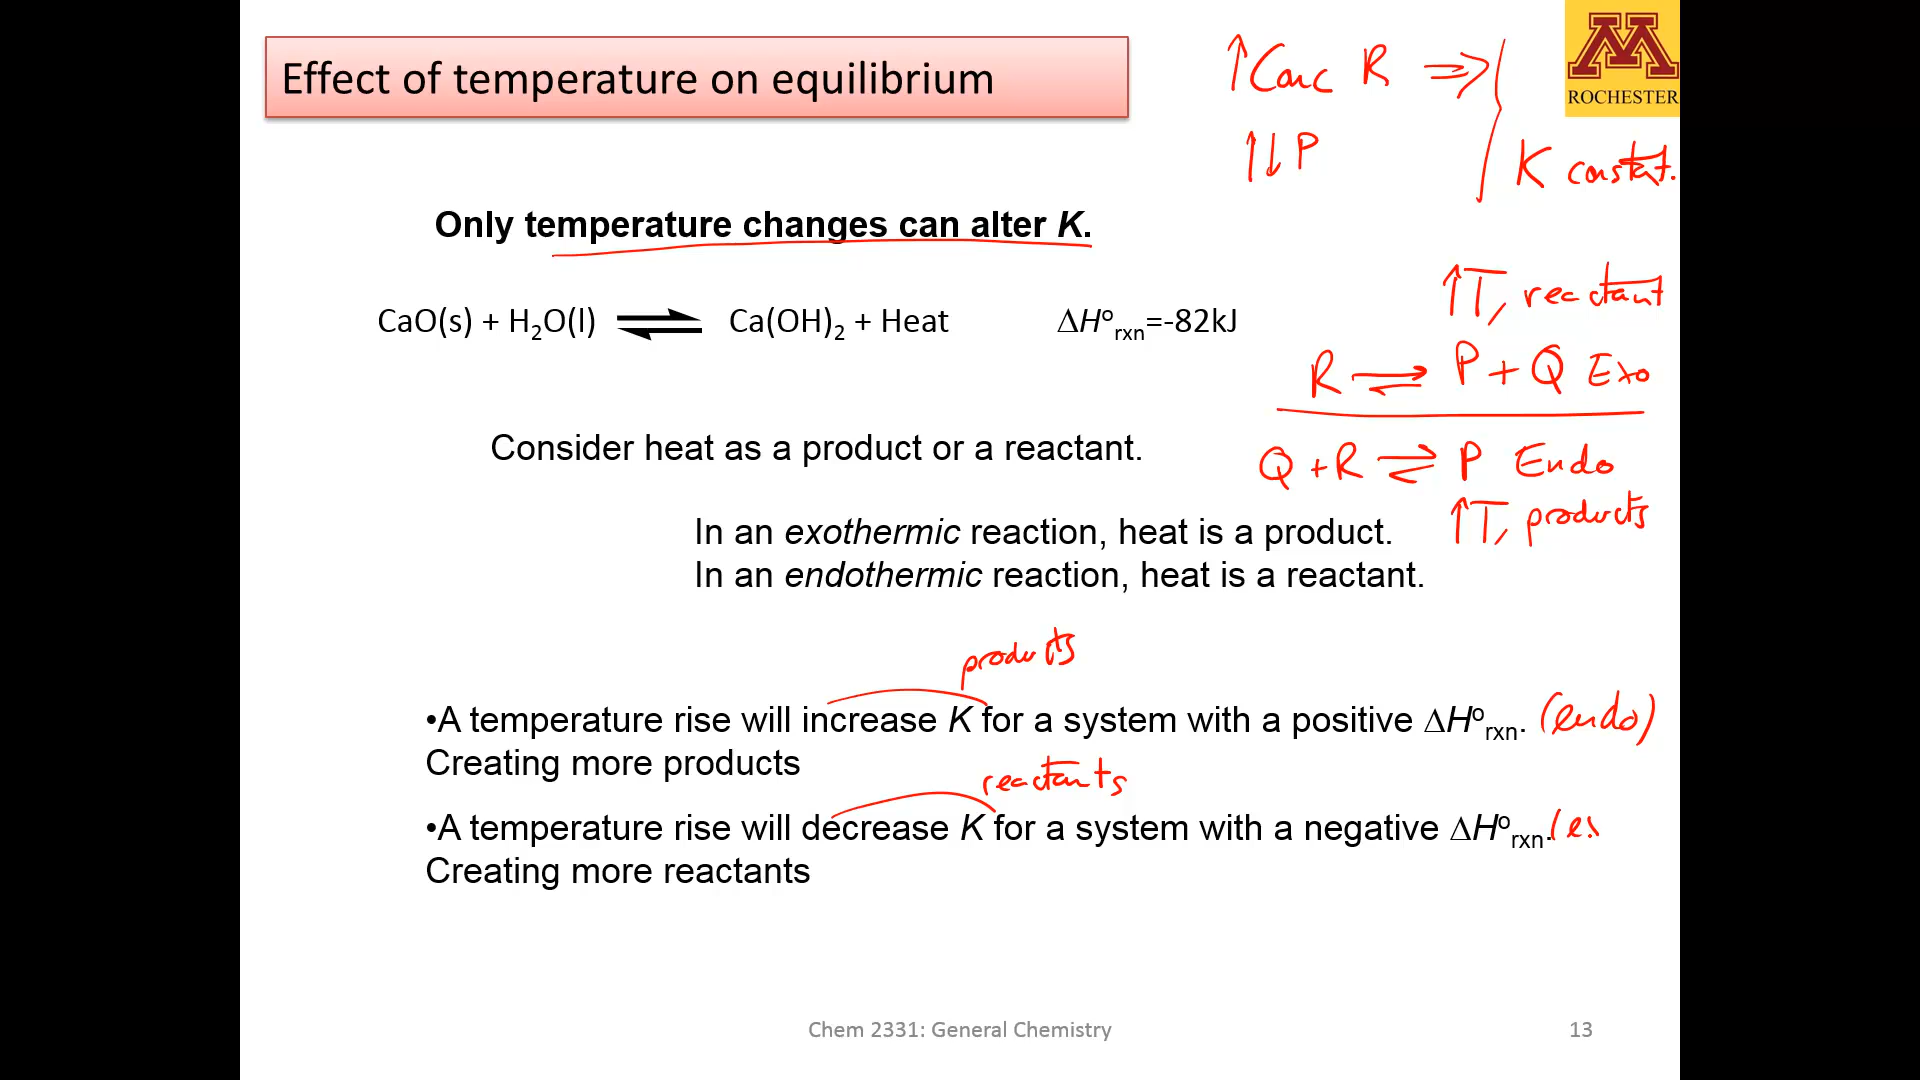 Effect of temperature on equilibrium
↑Conc R ⇒
↑↓ P
K constant.
ROCHESTER
Only temperature changes can alter K.
↑T, reactant
CaO(s) + H₂O(l) ⇌ Ca(OH)₂ + Heat ΔH°rxn=-82kJ
R ⇌ P + Q Exo
Consider heat as a product or a reactant.
Q + R ⇌ P Endo
↑T, products
In an exothermic reaction, heat is a product.
In an endothermic reaction, heat is a reactant.
products
•A temperature rise will increase K for a system with a positive ΔH°rxn. (endo)
Creating more products
reactants
•A temperature rise will decrease K for a system with a negative ΔH°rxn.
Creating more reactants
Chem 2331: General Chemistry
13